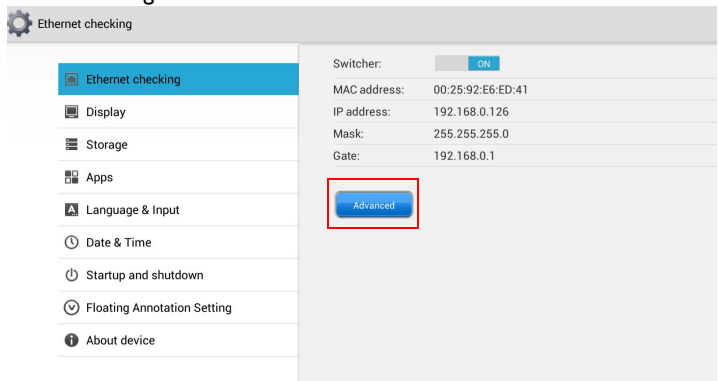 Ethernet checking
Ethernet checking
Display
Storage
Apps
Language & Input
Date & Time
Startup and shutdown
Floating Annotation Setting
About device
Switcher: ON
MAC address: 00:25:92:E6:ED:41
IP address: 192.168.0.126
Mask: 255.255.255.0
Gate: 192.168.0.1
Advanced